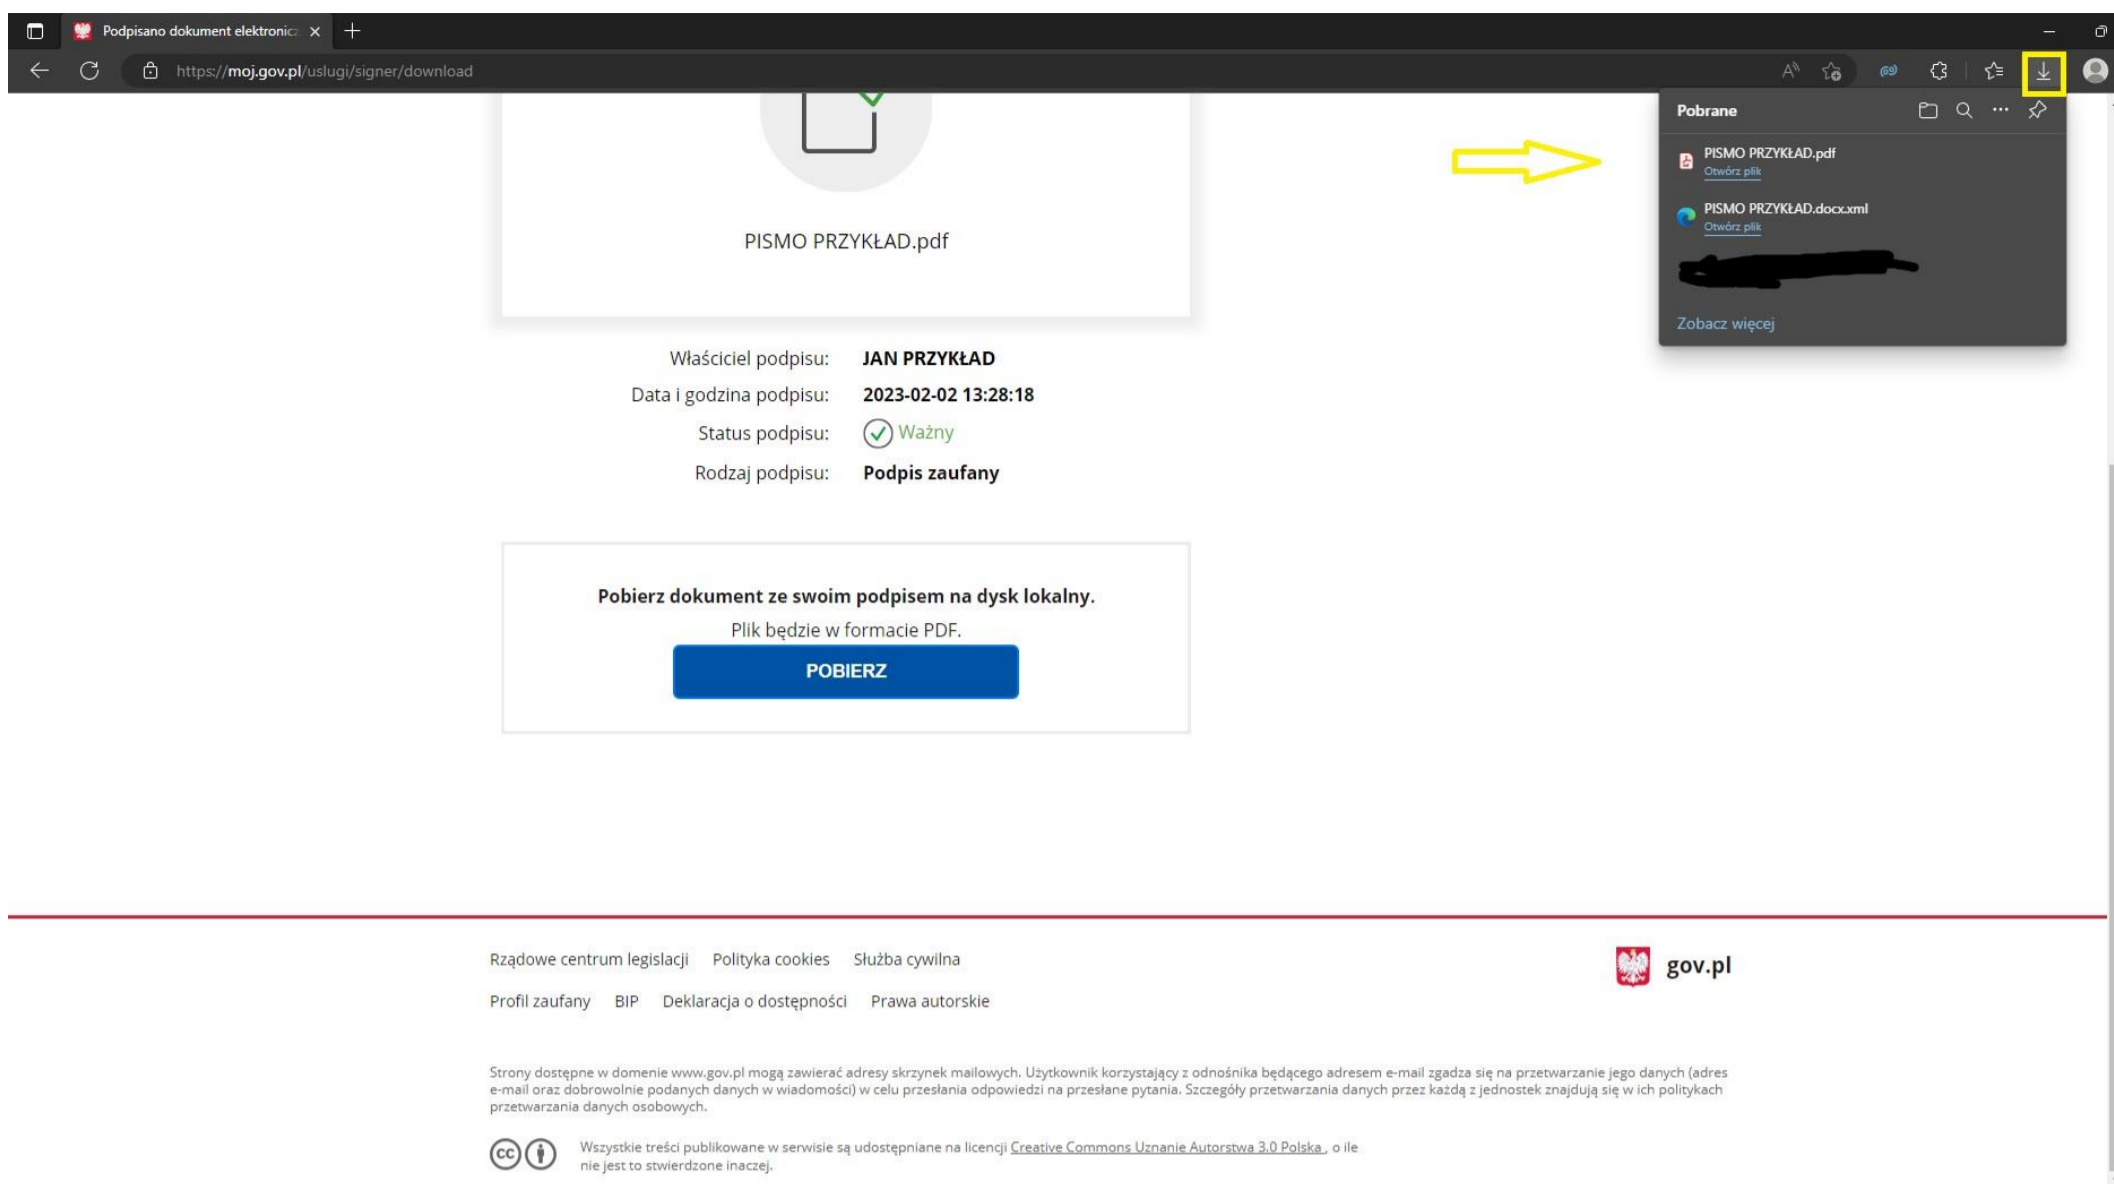 Podpisano dokument elektronicz
https://moj.gov.pl/uslugi/signer/download
Pobrane
PISMO PRZYKŁAD.pdf
Otwórz plik
PISMO PRZYKŁAD.docx.xml
Otwórz plik
Zobacz więcej
PISMO PRZYKŁAD.pdf
Właściciel podpisu: JAN PRZYKŁAD
Data i godzina podpisu: 2023-02-02 13:28:18
Status podpisu: Ważny
Rodzaj podpisu: Podpis zaufany
Pobierz dokument ze swoim podpisem na dysk lokalny.
Plik będzie w formacie PDF.
POBIERZ
Rządowe centrum legislacji Polityka cookies Służba cywilna
gov.pl
Profil zaufany BIP Deklaracja o dostępności Prawa autorskie
Strony dostępne w domenie www.gov.pl mogą zawierać adresy skrzynek mailowych. Użytkownik korzystający z odnośnika będącego adresem e-mail zgadza się na przetwarzanie jego danych (adres
e-mail oraz dobrowolnie podanych danych w wiadomości) w celu przesłania odpowiedzi na przesłane pytania. Szczegóły przetwarzania danych przez każdą z jednostek znajdują się w ich politykach
przetwarzania danych osobowych.
cc
Wszystkie treści publikowane w serwisie są udostępniane na licencji Creative Commons Uznanie Autorstwa 3.0 Polska , o ile
nie jest to stwierdzone inaczej.